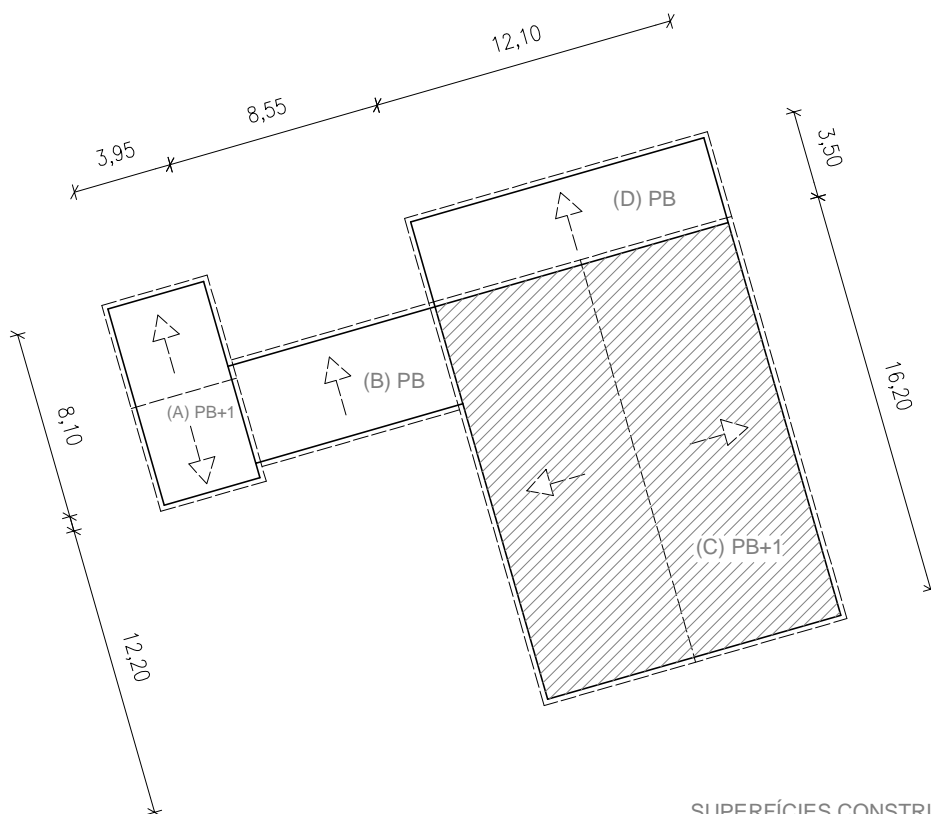 12,10
8,55
3,95
3,50
(D) PB
(B) PB
(A) PB+1
16,20
8,10
(C) PB+1
12,20
SUPERFÍCIES